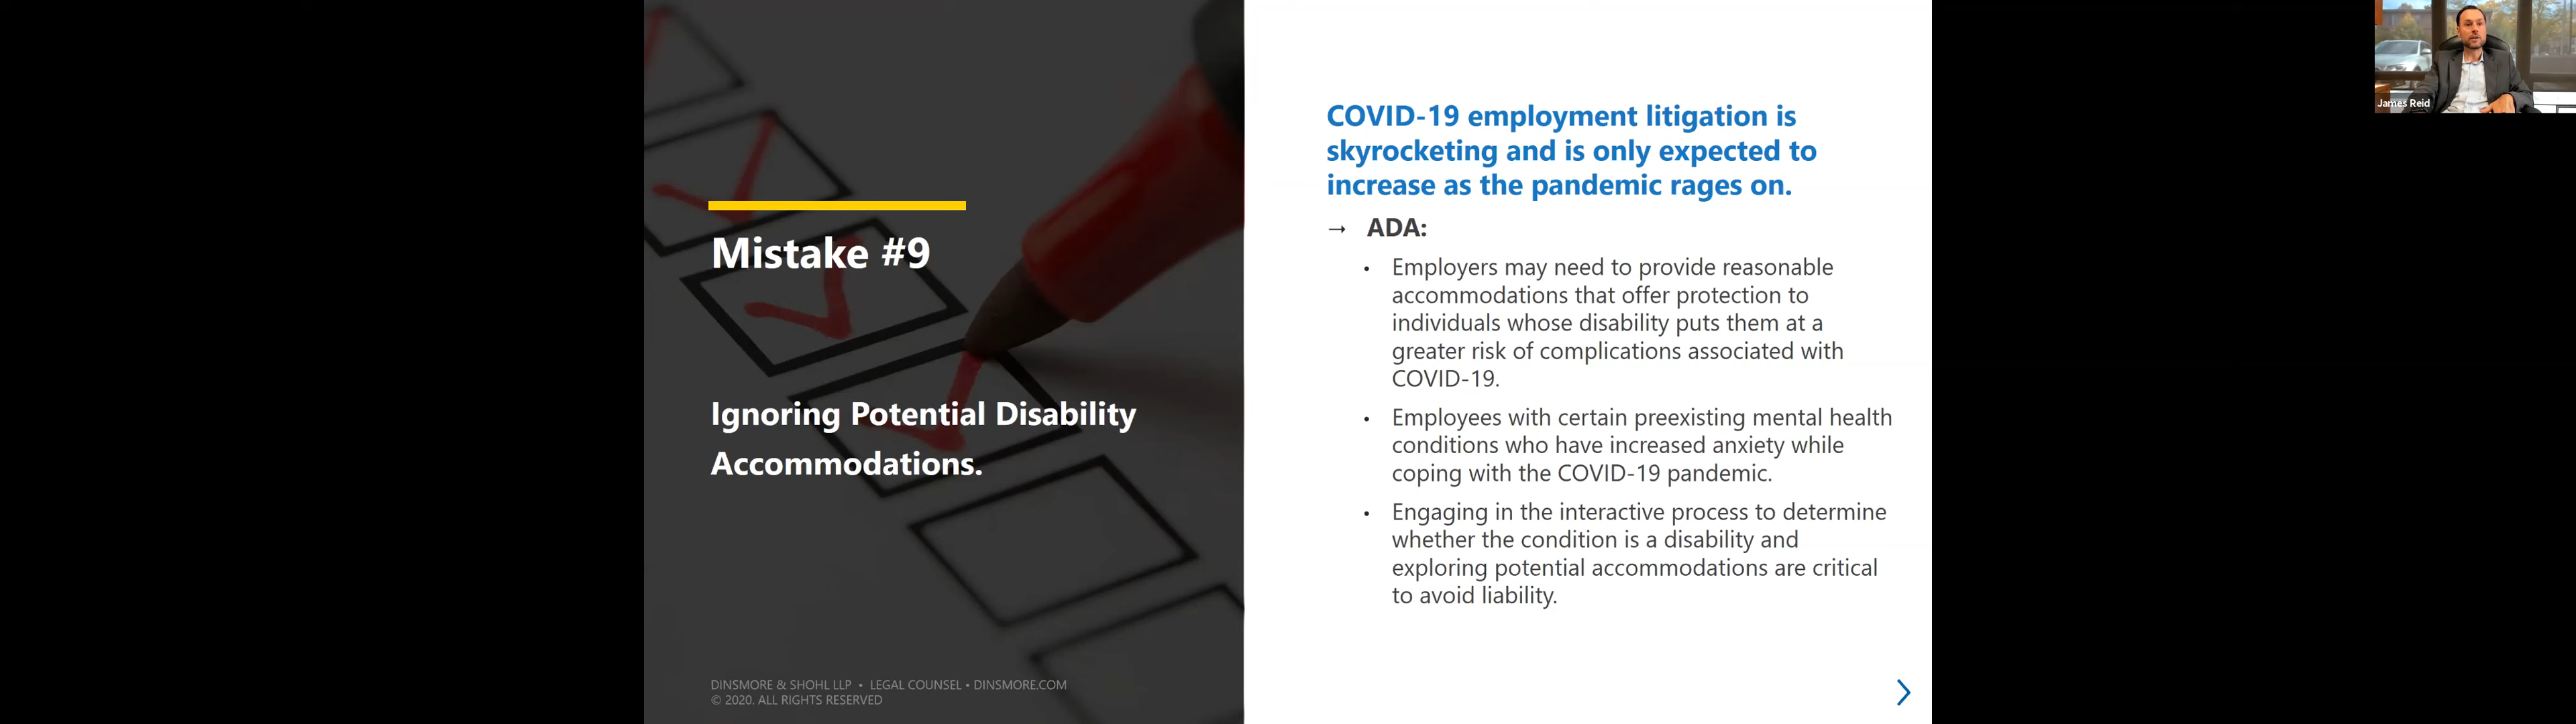 Mistake #9
Ignoring Potential Disability
Accommodations.
DINSMORE & SHOHL LLP • LEGAL COUNSEL • DINSMORE.COM
© 2020. ALL RIGHTS RESERVED
COVID-19 employment litigation is
skyrocketing and is only expected to
increase as the pandemic rages on.
→ ADA:
• Employers may need to provide reasonable
accommodations that offer protection to
individuals whose disability puts them at a
greater risk of complications associated with
COVID-19.
• Employees with certain preexisting mental health
conditions who have increased anxiety while
coping with the COVID-19 pandemic.
• Engaging in the interactive process to determine
whether the condition is a disability and
exploring potential accommodations are critical
to avoid liability.
James Reid